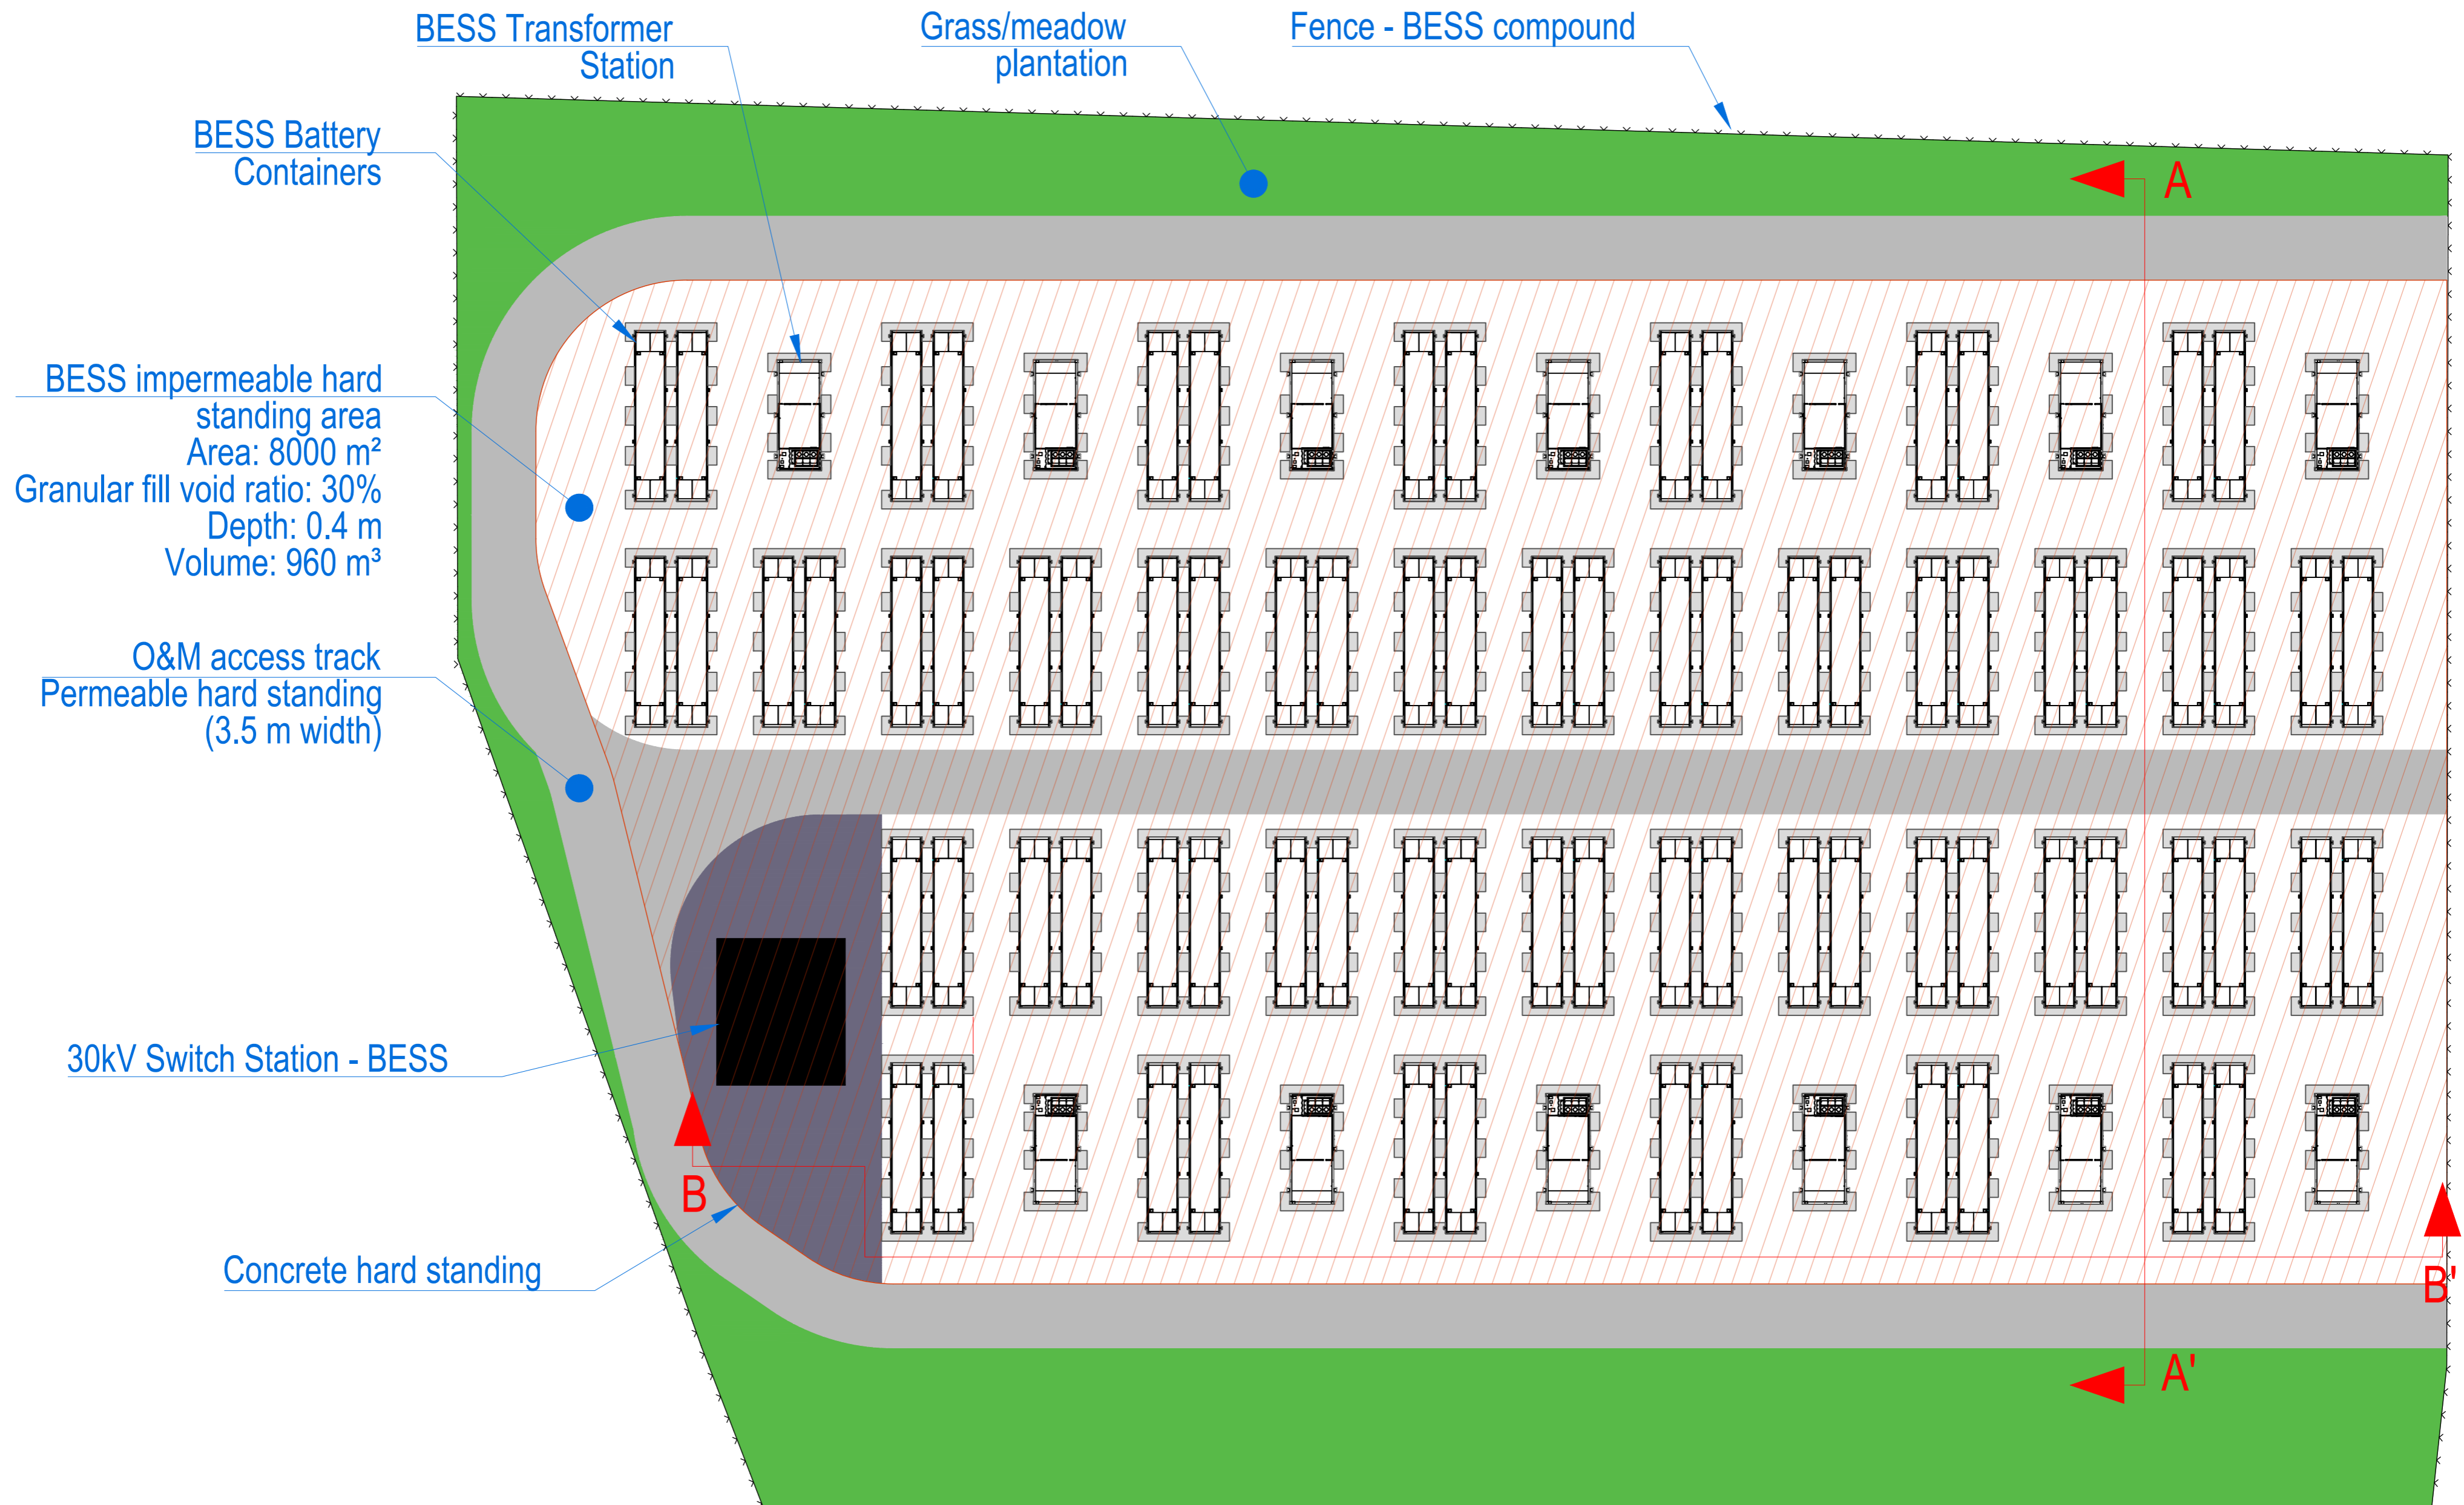 BESS Transformer
Station
Grass/meadow
plantation
Fence - BESS compound
BESS Battery
Containers
A
BESS impermeable hard
standing area
Area: 8000 m²
Granular fill void ratio: 30%
Depth: 0.4 m
Volume: 960 m³
O&M access track
Permeable hard standing
(3.5 m width)
30kV Switch Station - BESS
B
Concrete hard standing
B'
A'